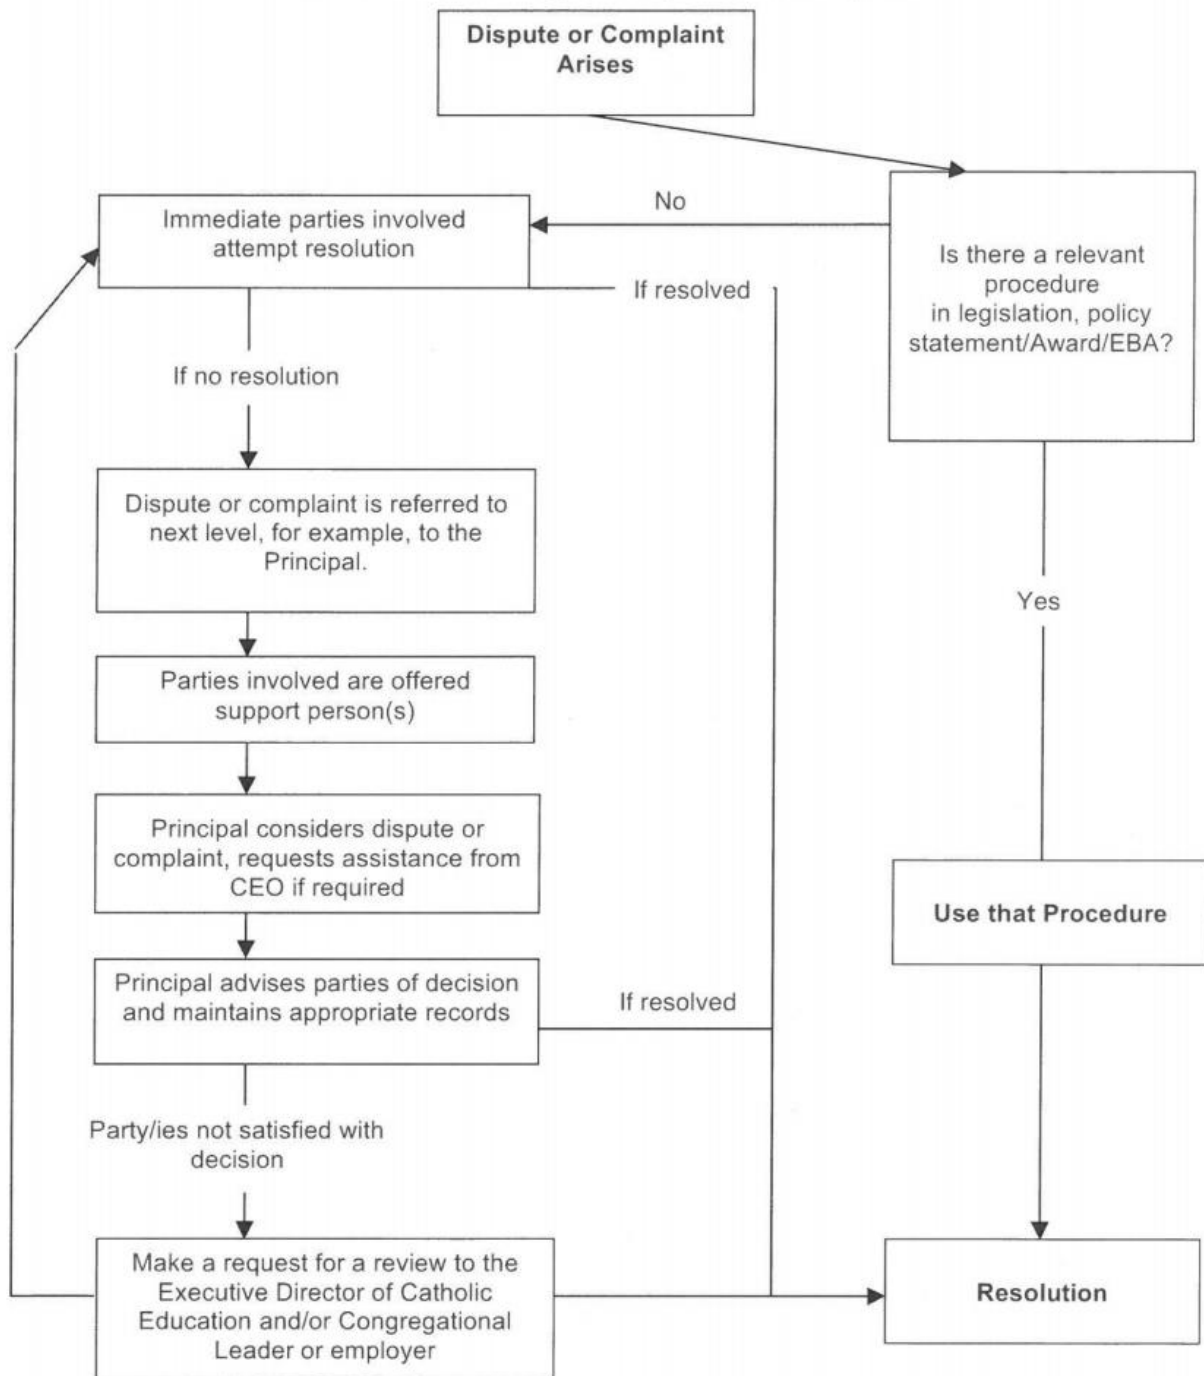 Dispute or Complaint
Arises
No
Immediate parties involved
attempt resolution
Is there a relevant
procedure
in legislation, policy
statement/Award/EBA?
If resolved
If no resolution
Dispute or complaint is referred to
next level, for example, to the
Principal.
Yes
Parties involved are offered
support person(s)
Principal considers dispute or
complaint, requests assistance from
CEO if required
Use that Procedure
Principal advises parties of decision
and maintains appropriate records
If resolved
Party/ies not satisfied with
decision
Make a request for a review to the
Executive Director of Catholic
Education and/or Congregational
Leader or employer
Resolution